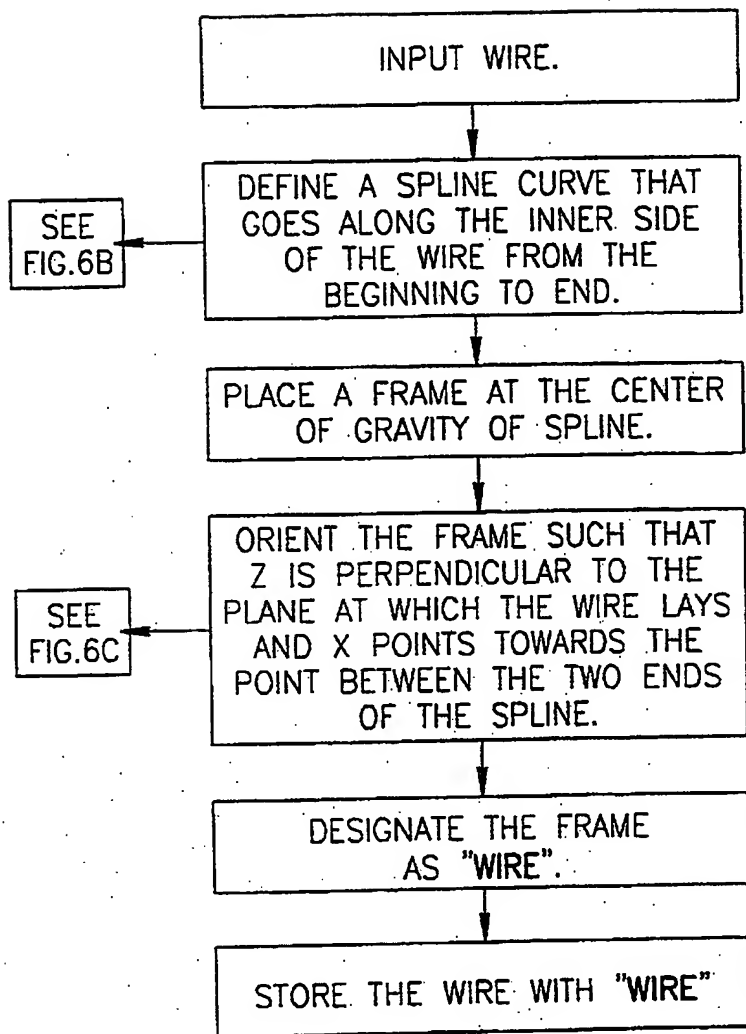 INPUT WIRE.
DEFINE A SPLINE CURVE THAT
GOES ALONG THE INNER SIDE
OF THE WIRE FROM THE
BEGINNING TO END.
SEE
FIG.6B
PLACE A FRAME AT THE CENTER
OF GRAVITY OF SPLINE.
ORIENT THE FRAME SUCH THAT
Z IS PERPENDICULAR TO THE
PLANE AT WHICH THE WIRE LAYS
AND X POINTS TOWARDS THE
POINT BETWEEN THE TWO ENDS
OF THE SPLINE.
SEE
FIG.6C
DESIGNATE THE FRAME
AS "WIRE".
STORE THE WIRE WITH "WIRE"